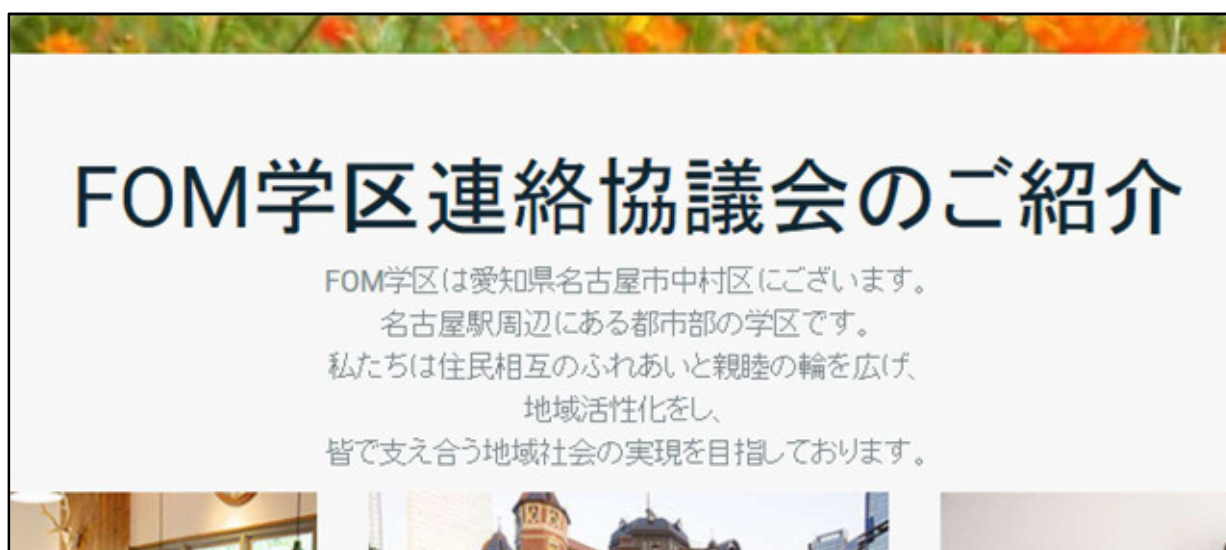 FOM学区連絡協議会のご紹介
FOM学区は愛知県名古屋市中村区にございます。
名古屋駅周辺にある都市部の学区です。
私たちは住民相互のふれあいと親睦の輪を広げ、
地域活性化をし、
皆で支え合う地域社会の実現を目指しております。